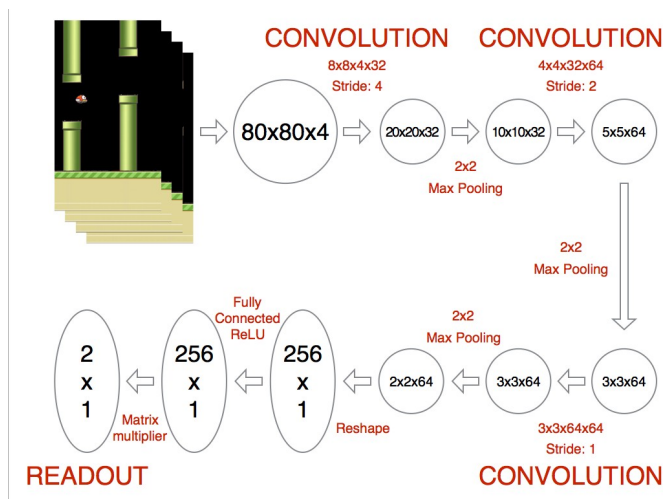 CONVOLUTION
8x8x4x32
Stride: 4
CONVOLUTION
4x4x32x64
Stride: 2
80x80x4
20x20x32
10x10x32
5x5x64
2x2
Max Pooling
2x2
Max Pooling
Fully
Connected
ReLU
2x2
Max Pooling
2
x
1
256
x
1
256
x
1
2x2x64
3x3x64
3x3x64
Matrix
multiplier
Reshape
3x3x64x64
Stride: 1
READOUT
CONVOLUTION